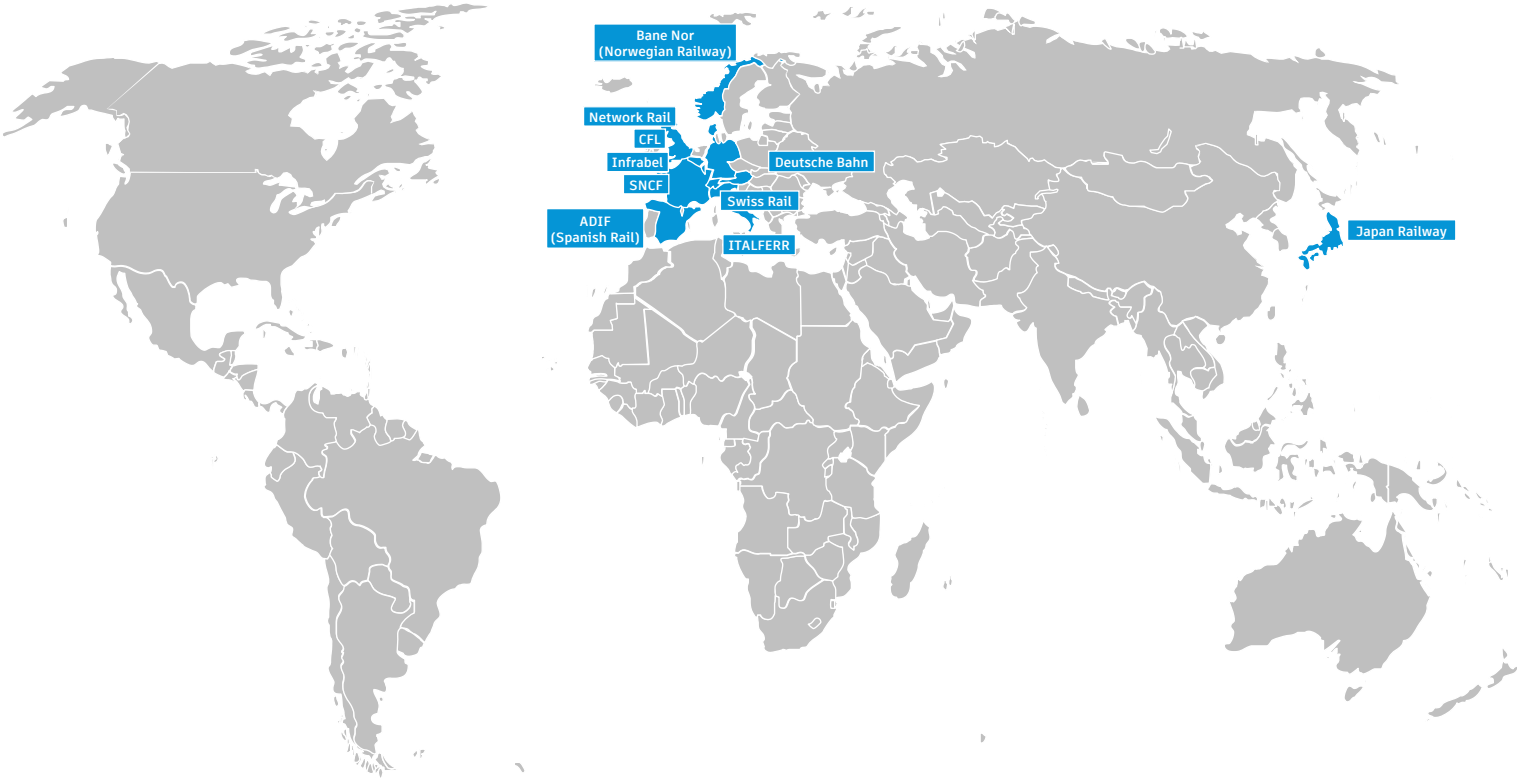 Bane Nor
(Norwegian Railway)
Network Rail
CFL
Infrabel
Deutsche Bahn
SNCF
Swiss Rail
ADIF
(Spanish Rail)
Japan Railway
ITALFERR